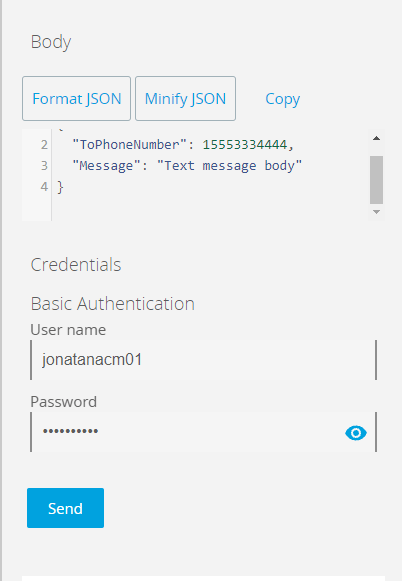 Body
Format JSON Minify JSON Copy
2 "ToPhoneNumber": 15553334444,
3 "Message": "Text message body"
4 }
Credentials
Basic Authentication
User name
jonatanacm01
Password
••••••••••
Send